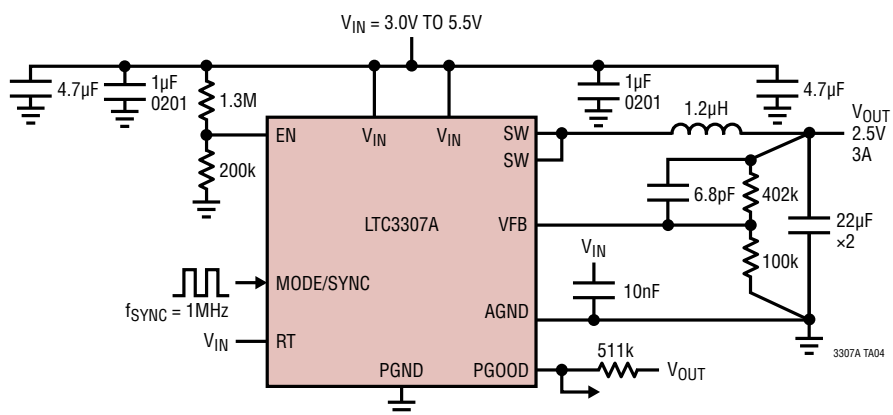 V_IN = 3.0V TO 5.5V
4.7µF
1µF
0201
1.3M
1µF
0201
4.7µF
1.2µH
V_OUT
2.5V
3A
EN
V_IN
V_IN
SW
SW
200k
6.8pF
402k
22µF
×2
LTC3307A
VFB
V_IN
100k
MODE/SYNC
10nF
f_SYNC = 1MHz
AGND
V_IN
RT
511k
3307A TA04
PGND
PGOOD
V_OUT